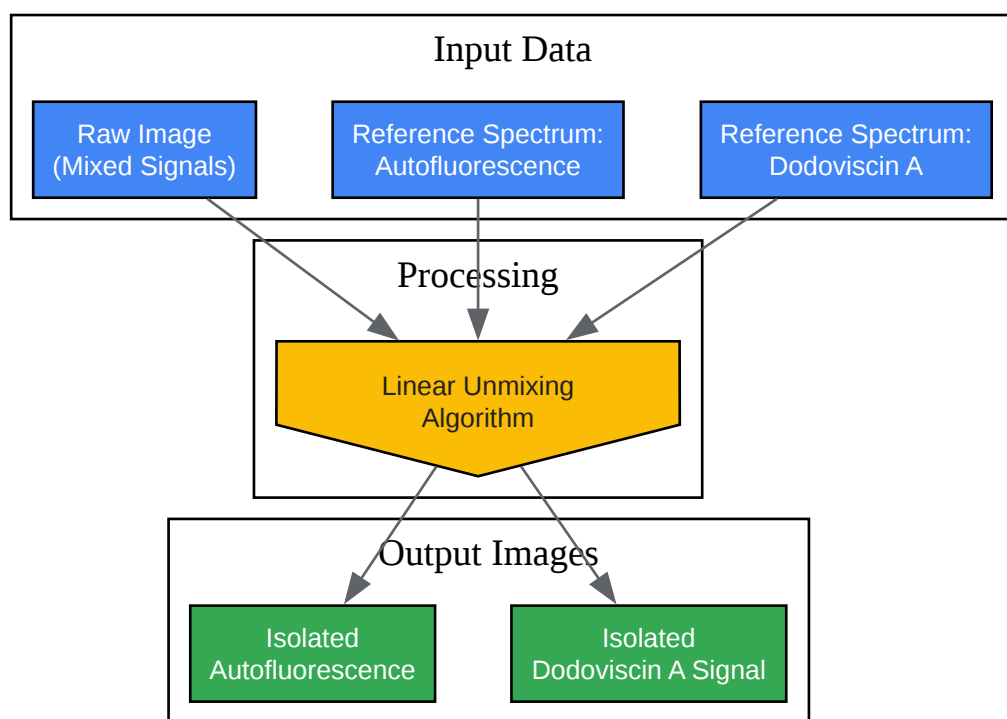 Input Data
Raw Image
(Mixed Signals)
Reference Spectrum:
Autofluorescence
Reference Spectrum:
Dodoviscin A
Processing
Linear Unmixing
Algorithm
Output Images
Isolated
Autofluorescence
Isolated
Dodoviscin A Signal